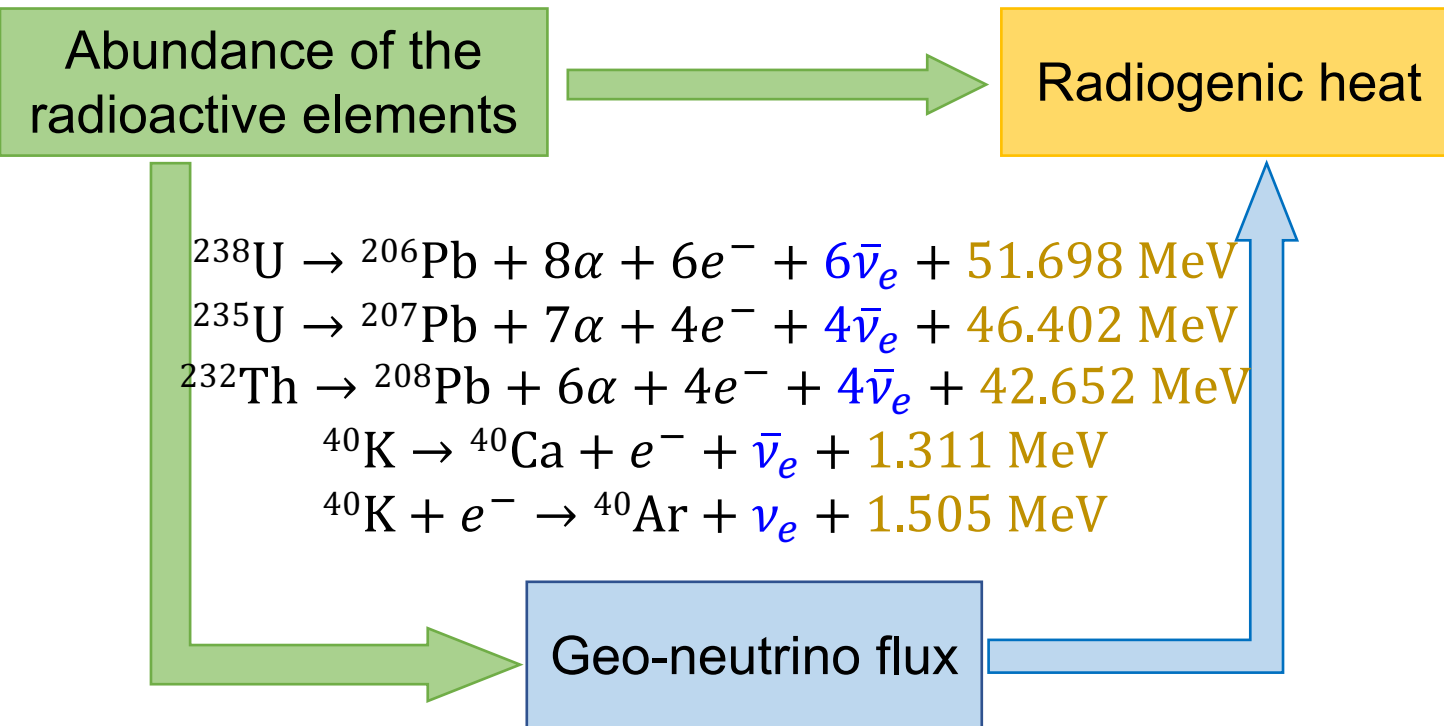 Abundance of the
radioactive elements
Radiogenic heat
²³⁸U → ²⁰⁶Pb + 8α + 6e⁻ + 6ν̄ₑ + 51.698 MeV
²³⁵U → ²⁰⁷Pb + 7α + 4e⁻ + 4ν̄ₑ + 46.402 MeV
²³²Th → ²⁰⁸Pb + 6α + 4e⁻ + 4ν̄ₑ + 42.652 MeV
⁴⁰K → ⁴⁰Ca + e⁻ + ν̄ₑ + 1.311 MeV
⁴⁰K + e⁻ → ⁴⁰Ar + νₑ + 1.505 MeV
Geo-neutrino flux